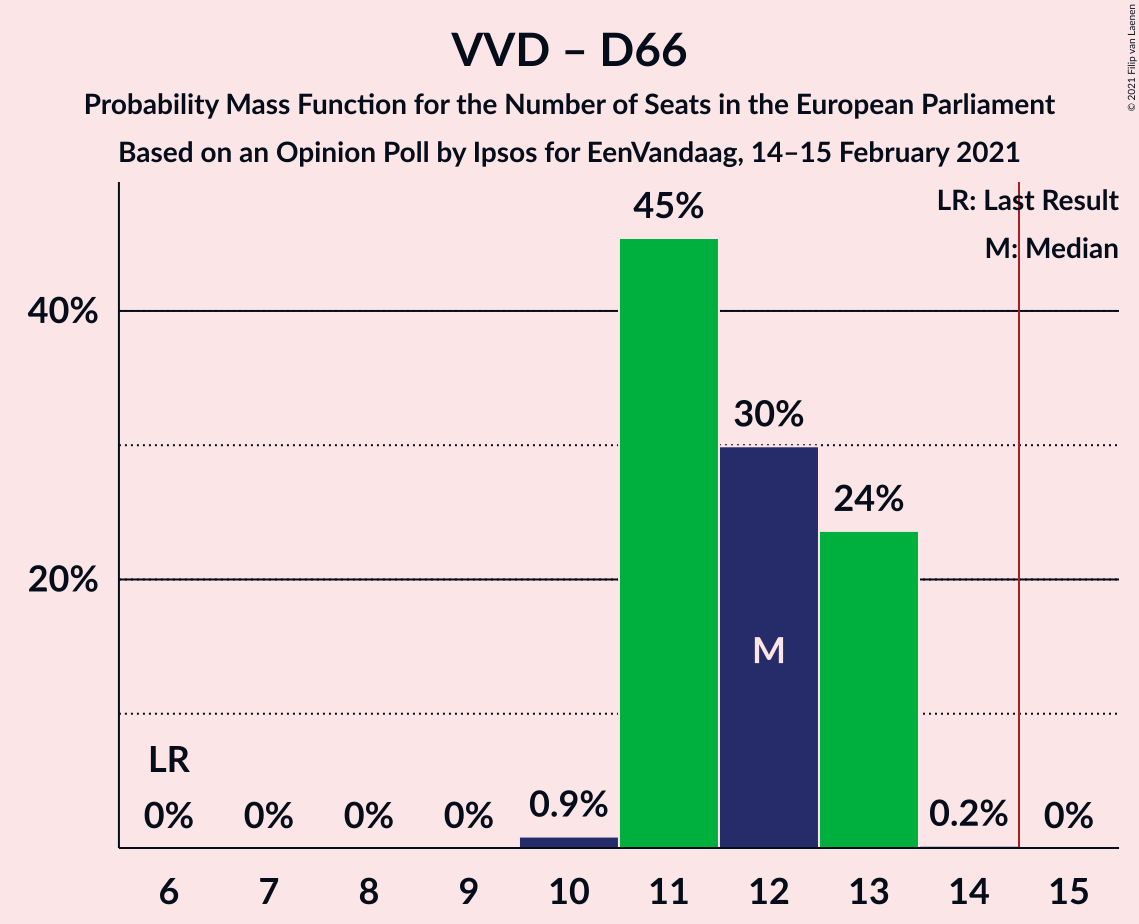 VVD – D66
Probability Mass Function for the Number of Seats in the European Parliament
Based on an Opinion Poll by Ipsos for EenVandaag, 14–15 February 2021
© 2021 Filip van Laenen
LR: Last Result
M: Median
45%
40%
30%
24%
20%
M
LR
0% 0% 0% 0% 0.9% 0.2% 0%
6 7 8 9 10 11 12 13 14 15